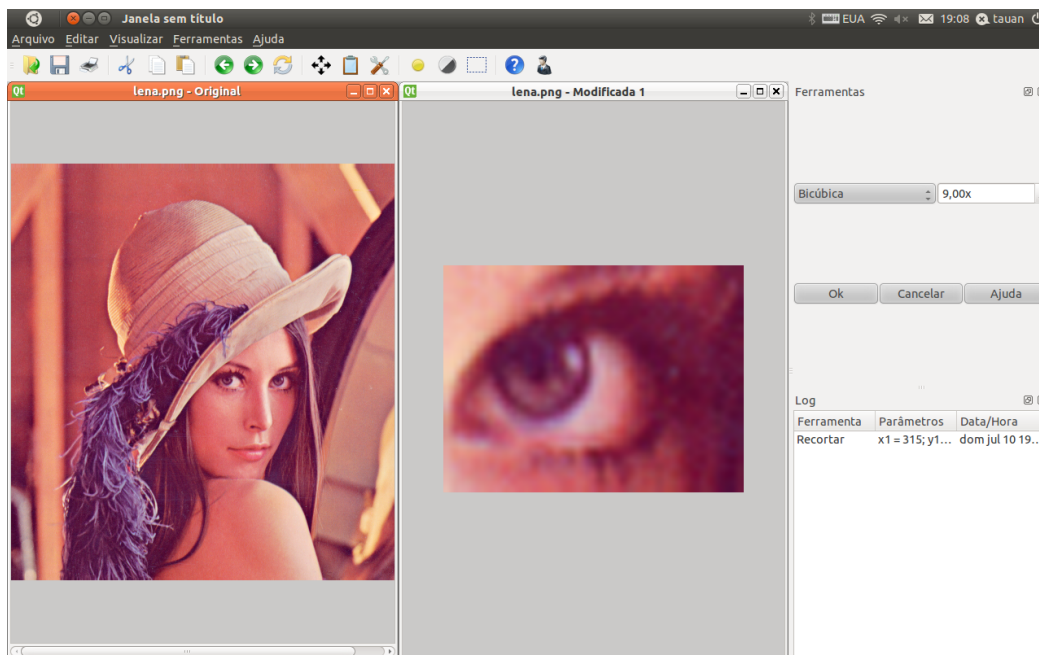 Janela sem título
EUA 19:08 tauan
Arquivo Editar Visualizar Ferramentas Ajuda
Qt lena.png - Original
Qt lena.png - Modificada 1
Ferramentas
Bicúbica 9,00x
Ok Cancelar Ajuda
Log
Ferramenta Parâmetros Data/Hora
Recortar x1 = 315; y1... dom jul 10 19...